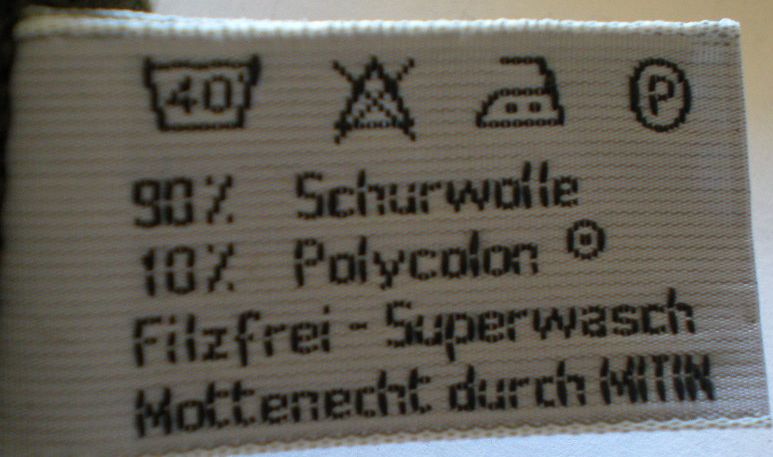 40°
P
90% Schurwolle
10% Polycolon ®
Filzfrei - Superwasch
Mottenecht durch MITIN